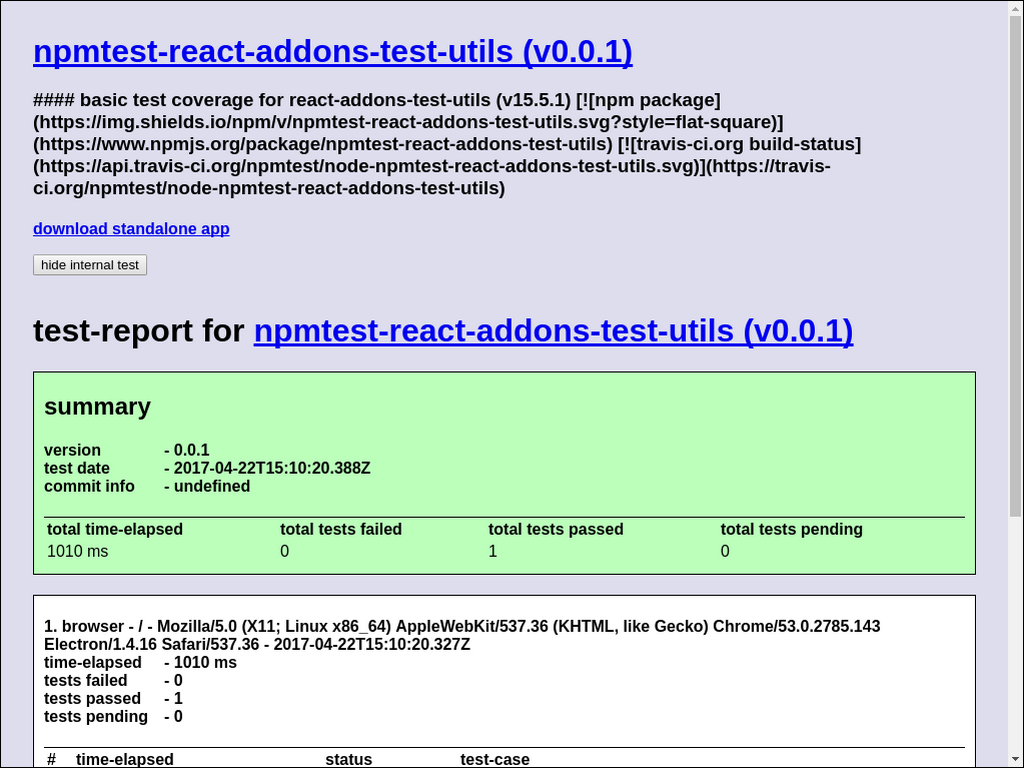 npmtest-react-addons-test-utils (v0.0.1)
#### basic test coverage for react-addons-test-utils (v15.5.1) [![npm package]
(https://img.shields.io/npm/v/npmtest-react-addons-test-utils.svg?style=flat-square)]
(https://www.npmjs.org/package/npmtest-react-addons-test-utils) [![travis-ci.org build-status]
(https://api.travis-ci.org/npmtest/node-npmtest-react-addons-test-utils.svg)](https://travis-
ci.org/npmtest/node-npmtest-react-addons-test-utils)
download standalone app
hide internal test
test-report for npmtest-react-addons-test-utils (v0.0.1)
summary
version - 0.0.1
test date - 2017-04-22T15:10:20.388Z
commit info - undefined
total time-elapsed total tests failed total tests passed total tests pending
1010 ms 0 1 0
1. browser - / - Mozilla/5.0 (X11; Linux x86_64) AppleWebKit/537.36 (KHTML, like Gecko) Chrome/53.0.2785.143
Electron/1.4.16 Safari/537.36 - 2017-04-22T15:10:20.327Z
time-elapsed - 1010 ms
tests failed - 0
tests passed - 1
tests pending - 0
# time-elapsed status test-case